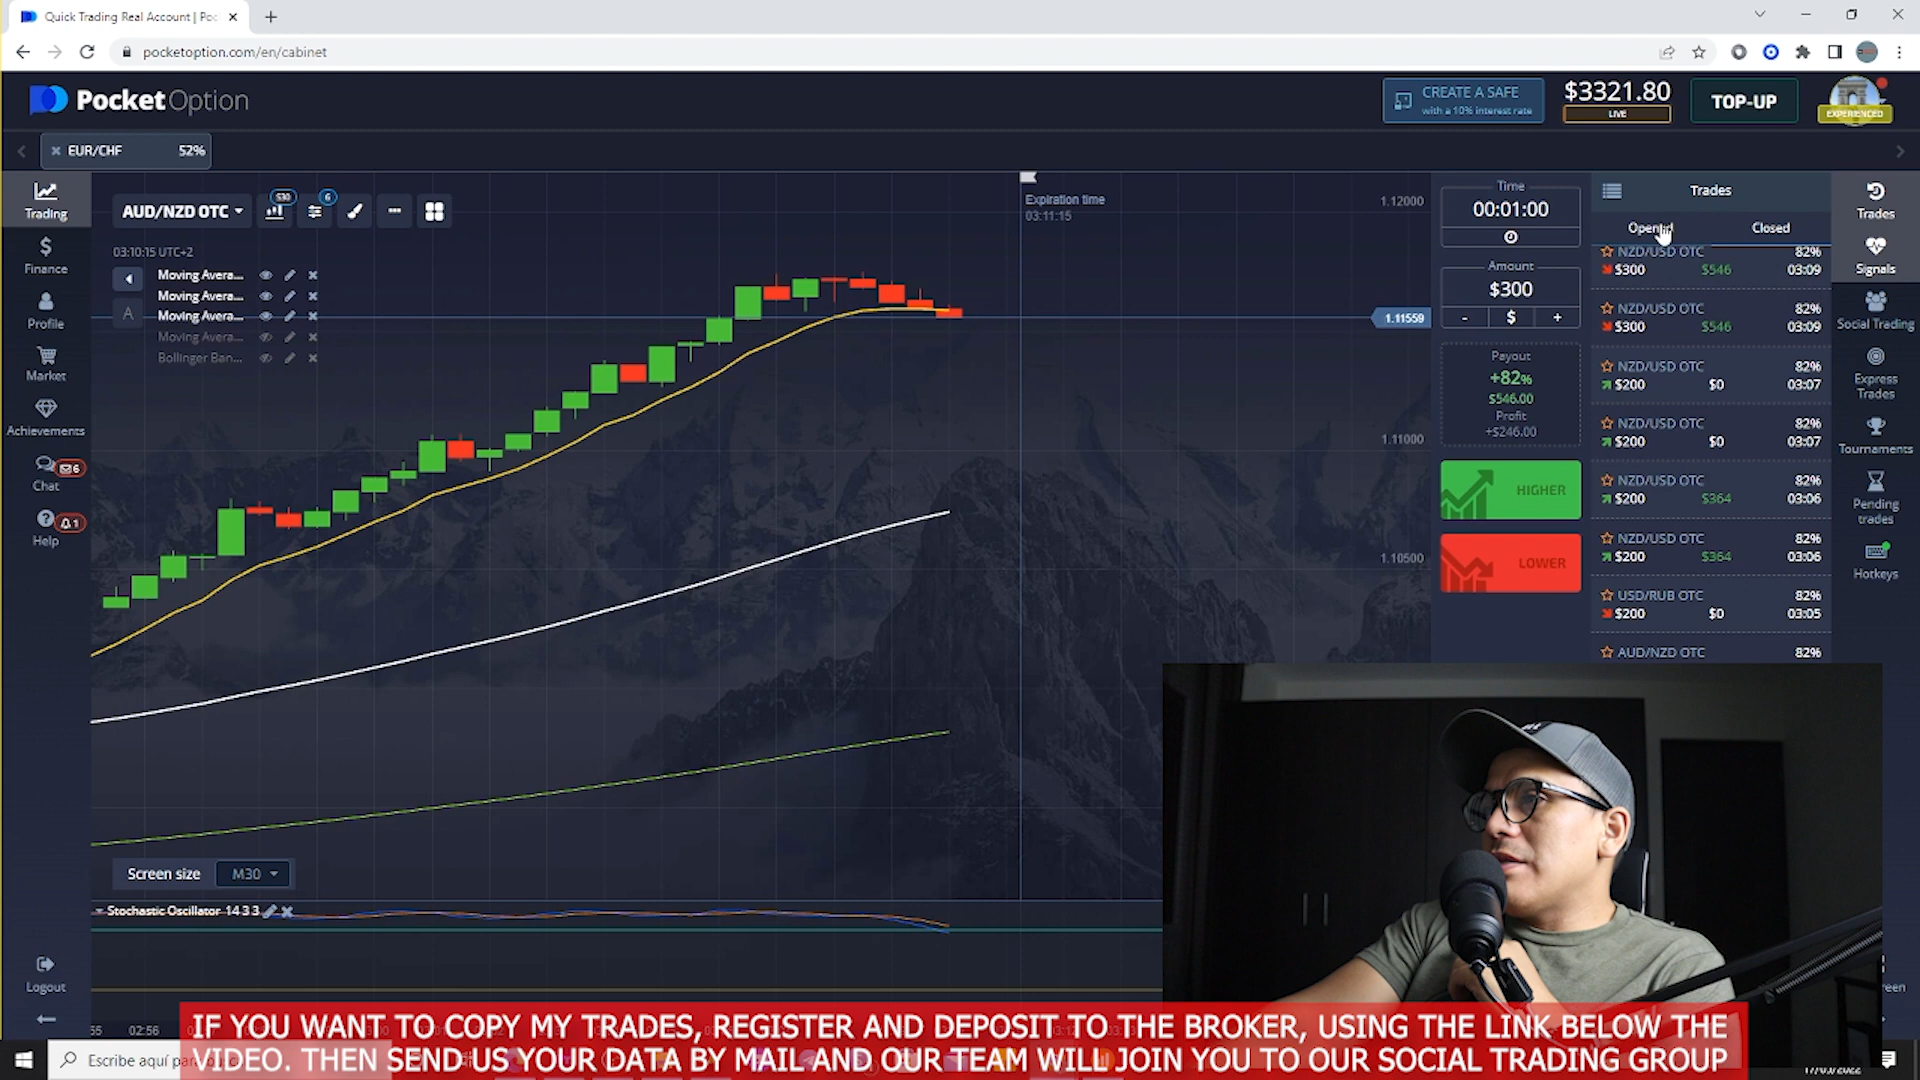 Quick Trading Real Account | Poc
pocketoption.com/en/cabinet
PocketOption
CREATE A SAFE
with a 10% interest rate
$3321.80
LIVE
TOP-UP
EXPERIENCED
EUR/CHF 52%
Trading
Finance
Profile
Market
Achievements
6
Chat
1
Help
Logout
AUD/NZD OTC
S30
6
03:10:15 UTC+2
Moving Avera...
Moving Avera...
Moving Avera...
Moving Avera...
Bollinger Ban...
A
Expiration time
03:11:15
1.12000
1.11559
1.11000
1.10500
Screen size M30
Stochastic Oscillator 14 3 3
02:56
Time
00:01:00
Amount
$300
- $ +
Payout
+82%
$546.00
Profit
+$246.00
HIGHER
LOWER
Trades
Opened Closed
NZD/USD OTC 82%
$300 $546 03:09
NZD/USD OTC 82%
$300 $546 03:09
NZD/USD OTC 82%
$200 $0 03:07
NZD/USD OTC 82%
$200 $0 03:07
NZD/USD OTC 82%
$200 $364 03:06
NZD/USD OTC 82%
$200 $364 03:06
USD/RUB OTC 82%
$200 $0 03:05
AUD/NZD OTC 82%
Trades
Signals
Social Trading
Express
Trades
Tournaments
Pending
trades
Hotkeys
IF YOU WANT TO COPY MY TRADES, REGISTER AND DEPOSIT TO THE BROKER, USING THE LINK BELOW THE
VIDEO. THEN SEND US YOUR DATA BY MAIL AND OUR TEAM WILL JOIN YOU TO OUR SOCIAL TRADING GROUP
Escribe aquí